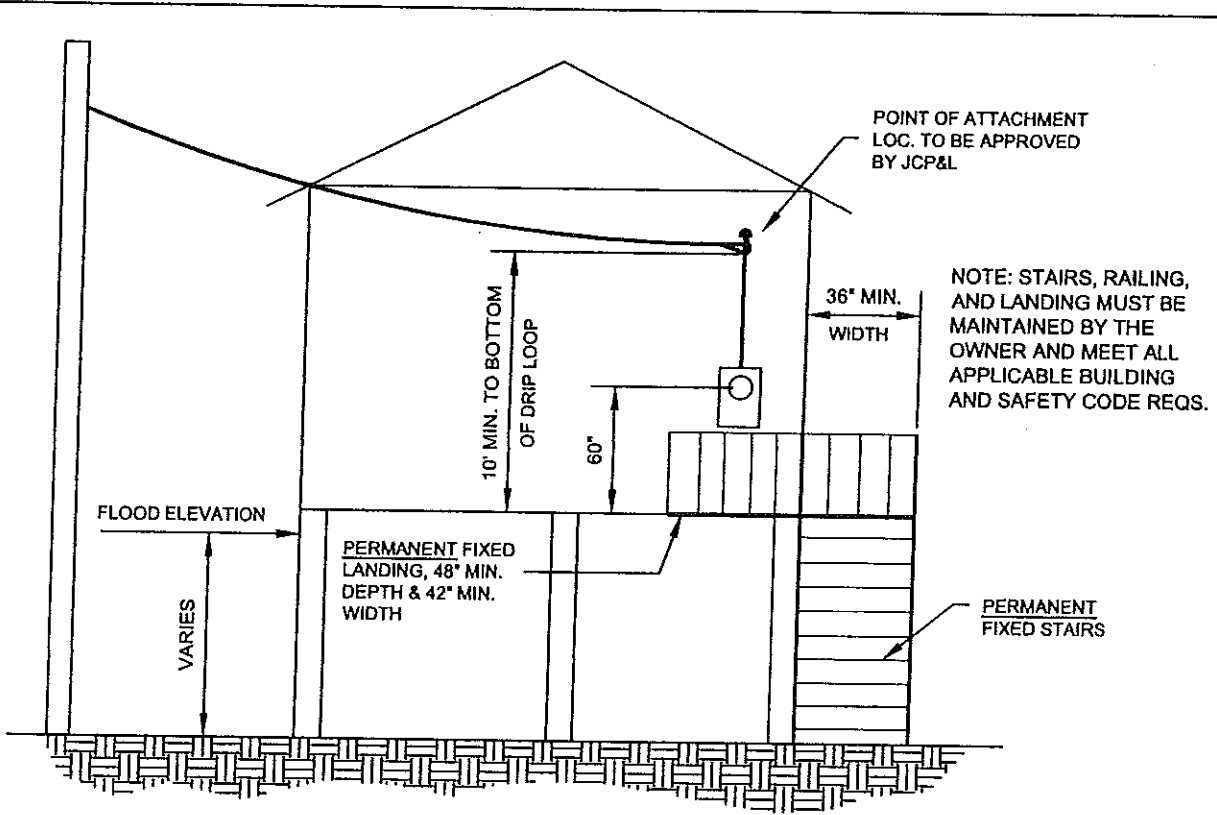 POINT OF ATTACHMENT
LOC. TO BE APPROVED
BY JCP&L
NOTE: STAIRS, RAILING,
AND LANDING MUST BE
MAINTAINED BY THE
OWNER AND MEET ALL
APPLICABLE BUILDING
AND SAFETY CODE REQS.
36" MIN.
WIDTH
10' MIN. TO BOTTOM
OF DRIP LOOP
60"
FLOOD ELEVATION
VARIES
PERMANENT FIXED
LANDING, 48" MIN.
DEPTH & 42" MIN.
WIDTH
PERMANENT
FIXED STAIRS